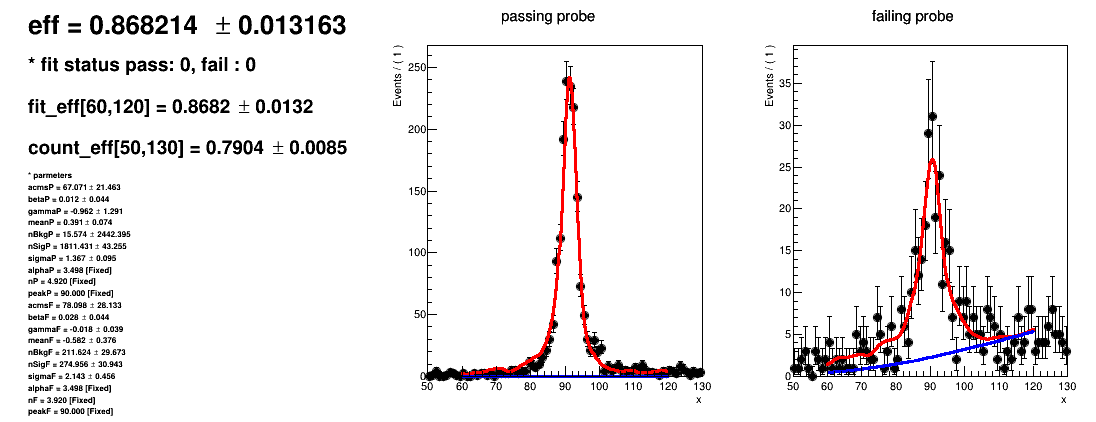 eff = 0.868214 ± 0.013163
* fit status pass: 0, fail : 0
fit_eff[60,120] = 0.8682 ± 0.0132
count_eff[50,130] = 0.7904 ± 0.0085
* parmeters
acmsP = 67.071 ± 21.463
betaP = 0.012 ± 0.044
gammaP = -0.962 ± 1.291
meanP = 0.391 ± 0.074
nBkgP = 15.574 ± 2442.395
nSigP = 1811.431 ± 43.255
sigmaP = 1.367 ± 0.095
alphaP = 3.498 [Fixed]
nP = 4.920 [Fixed]
peakP = 90.000 [Fixed]
acmsF = 78.098 ± 28.133
betaF = 0.028 ± 0.044
gammaF = -0.018 ± 0.039
meanF = -0.582 ± 0.376
nBkgF = 211.624 ± 29.673
nSigF = 274.956 ± 30.943
sigmaF = 2.143 ± 0.456
alphaF = 3.498 [Fixed]
nF = 3.920 [Fixed]
peakF = 90.000 [Fixed]
passing probe
Events / ( 1 )
250
200
150
100
50
0
50 60 70 80 90 100 110 120 130
x
failing probe
Events / ( 1 )
35
30
25
20
15
10
5
0
50 60 70 80 90 100 110 120 130
x